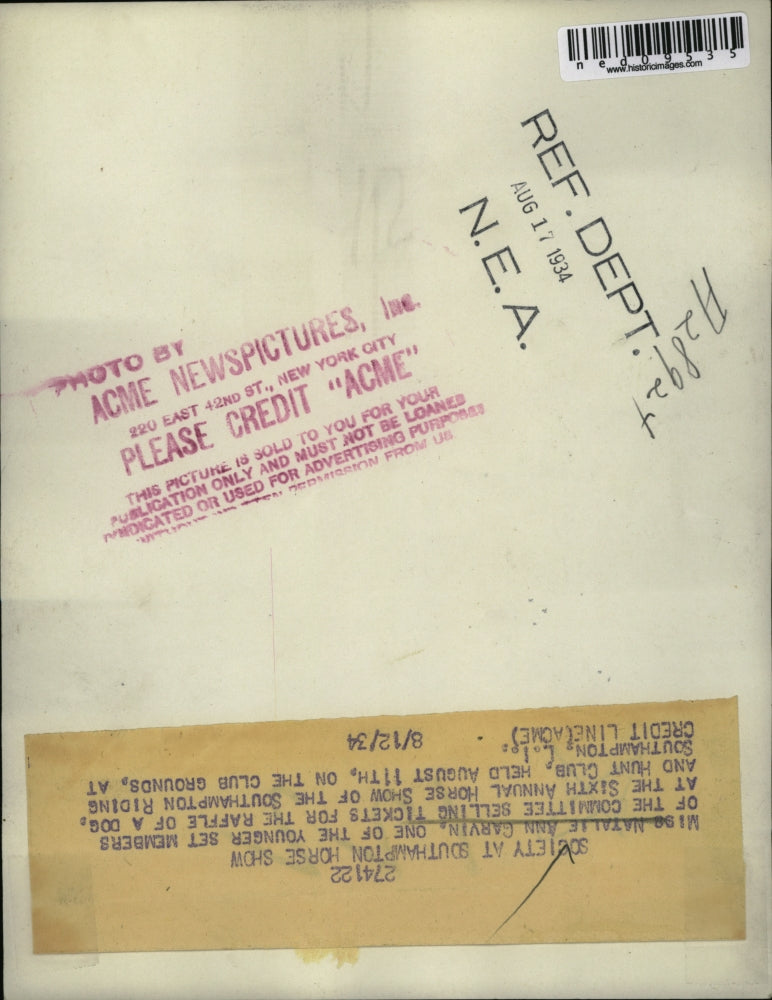 ned09535
www.historicimages.com
REF. DEPT.
AUG 17 1934
N.E.A.
PHOTO BY
ACME NEWSPICTURES, Inc.
220 EAST 42ND ST., NEW YORK CITY
PLEASE CREDIT "ACME"
THIS PICTURE IS SOLD TO YOU FOR YOUR
PUBLICATION ONLY AND MUST NOT BE LOANED
SYNDICATED OR USED FOR ADVERTISING PURPOSES
WITHOUT WRITTEN PERMISSION FROM US
274122
SOCIETY AT SOUTHAMPTON HORSE SHOW
MISS NATALIE ANN GARVIN, ONE OF THE YOUNGER SET MEMBERS
OF THE COMMITTEE SELLING TICKETS FOR THE RAFFLE OF A DOG,
AT THE SIXTH ANNUAL HORSE SHOW OF THE SOUTHAMPTON RIDING
AND HUNT CLUB, HELD AUGUST 11TH, ON THE CLUB GROUNDS, AT
SOUTHAMPTON, L.I.
CREDIT LINE(ACME) 8/12/34